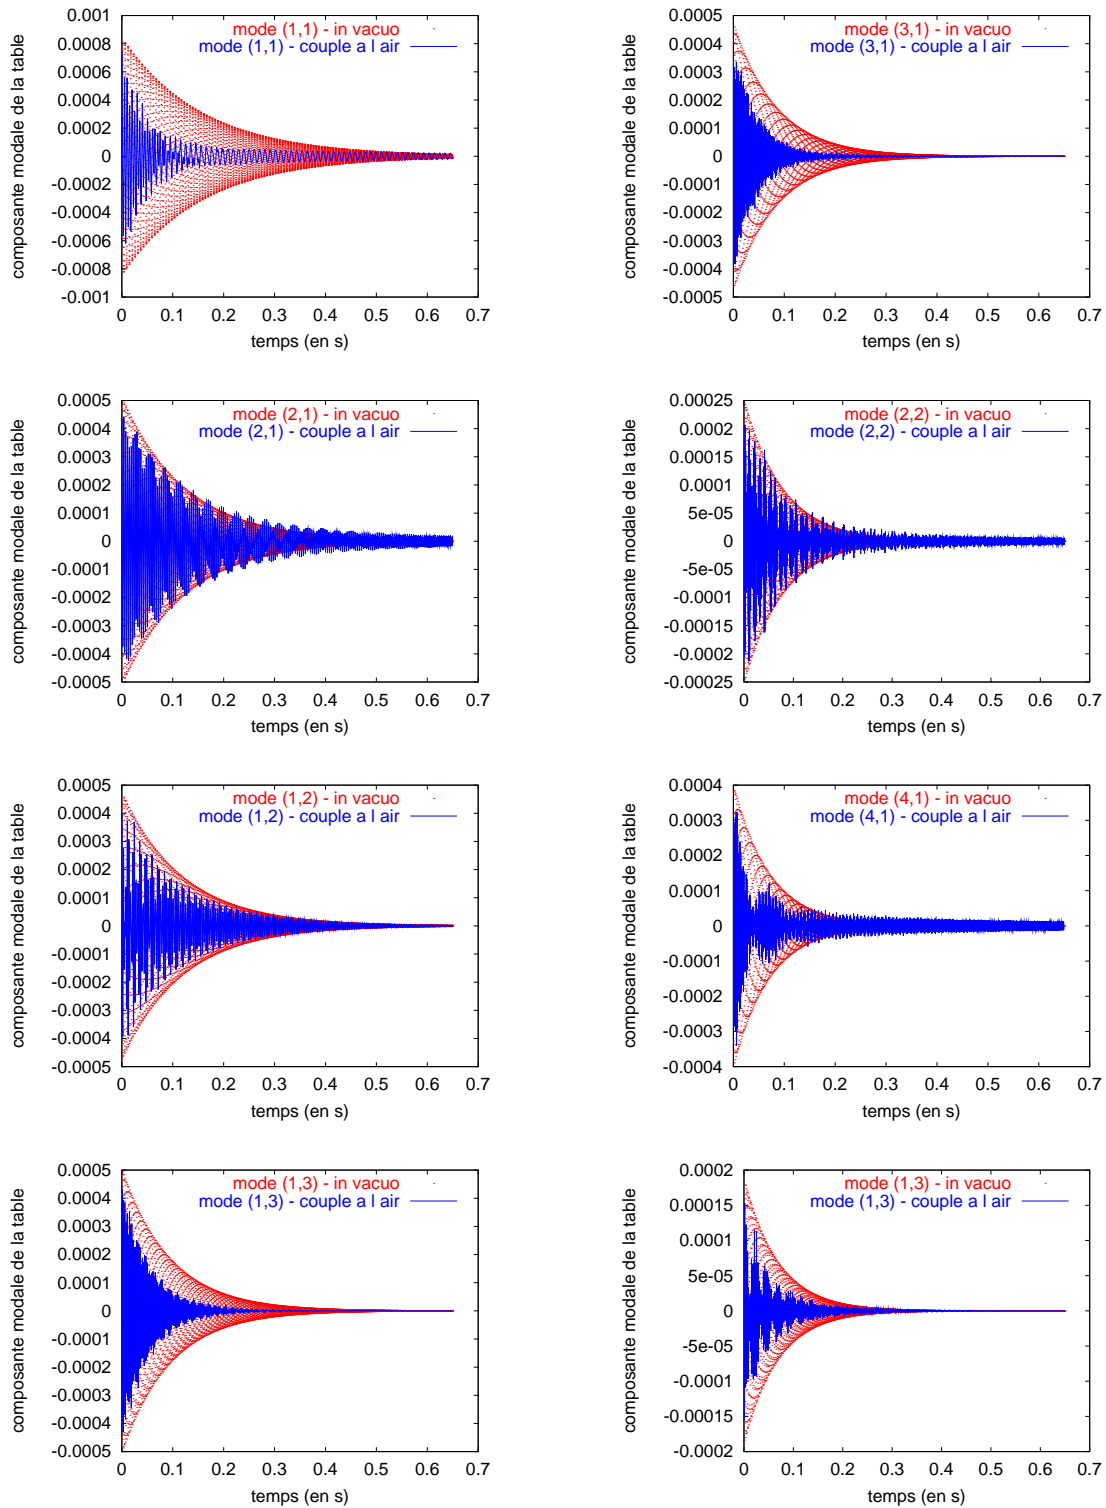 composante modale de la table
0.001
0.0008
0.0006
0.0004
0.0002
0
-0.0002
-0.0004
-0.0006
-0.0008
-0.001
mode (1,1) - in vacuo
mode (1,1) - couple a l air
0 0.1 0.2 0.3 0.4 0.5 0.6 0.7
temps (en s)
composante modale de la table
0.0005
0.0004
0.0003
0.0002
0.0001
0
-0.0001
-0.0002
-0.0003
-0.0004
-0.0005
mode (3,1) - in vacuo
mode (3,1) - couple a l air
0 0.1 0.2 0.3 0.4 0.5 0.6 0.7
temps (en s)
composante modale de la table
0.0005
0.0004
0.0003
0.0002
0.0001
0
-0.0001
-0.0002
-0.0003
-0.0004
-0.0005
mode (2,1) - in vacuo
mode (2,1) - couple a l air
0 0.1 0.2 0.3 0.4 0.5 0.6 0.7
temps (en s)
composante modale de la table
0.00025
0.0002
0.00015
0.0001
5e-05
0
-5e-05
-0.0001
-0.00015
-0.0002
-0.00025
mode (2,2) - in vacuo
mode (2,2) - couple a l air
0 0.1 0.2 0.3 0.4 0.5 0.6 0.7
temps (en s)
composante modale de la table
0.0005
0.0004
0.0003
0.0002
0.0001
0
-0.0001
-0.0002
-0.0003
-0.0004
-0.0005
mode (1,2) - in vacuo
mode (1,2) - couple a l air
0 0.1 0.2 0.3 0.4 0.5 0.6 0.7
temps (en s)
composante modale de la table
0.0004
0.0003
0.0002
0.0001
0
-0.0001
-0.0002
-0.0003
-0.0004
mode (4,1) - in vacuo
mode (4,1) - couple a l air
0 0.1 0.2 0.3 0.4 0.5 0.6 0.7
temps (en s)
composante modale de la table
0.0005
0.0004
0.0003
0.0002
0.0001
0
-0.0001
-0.0002
-0.0003
-0.0004
-0.0005
mode (1,3) - in vacuo
mode (1,3) - couple a l air
0 0.1 0.2 0.3 0.4 0.5 0.6 0.7
temps (en s)
composante modale de la table
0.0002
0.00015
0.0001
5e-05
0
-5e-05
-0.0001
-0.00015
-0.0002
mode (1,3) - in vacuo
mode (1,3) - couple a l air
0 0.1 0.2 0.3 0.4 0.5 0.6 0.7
temps (en s)